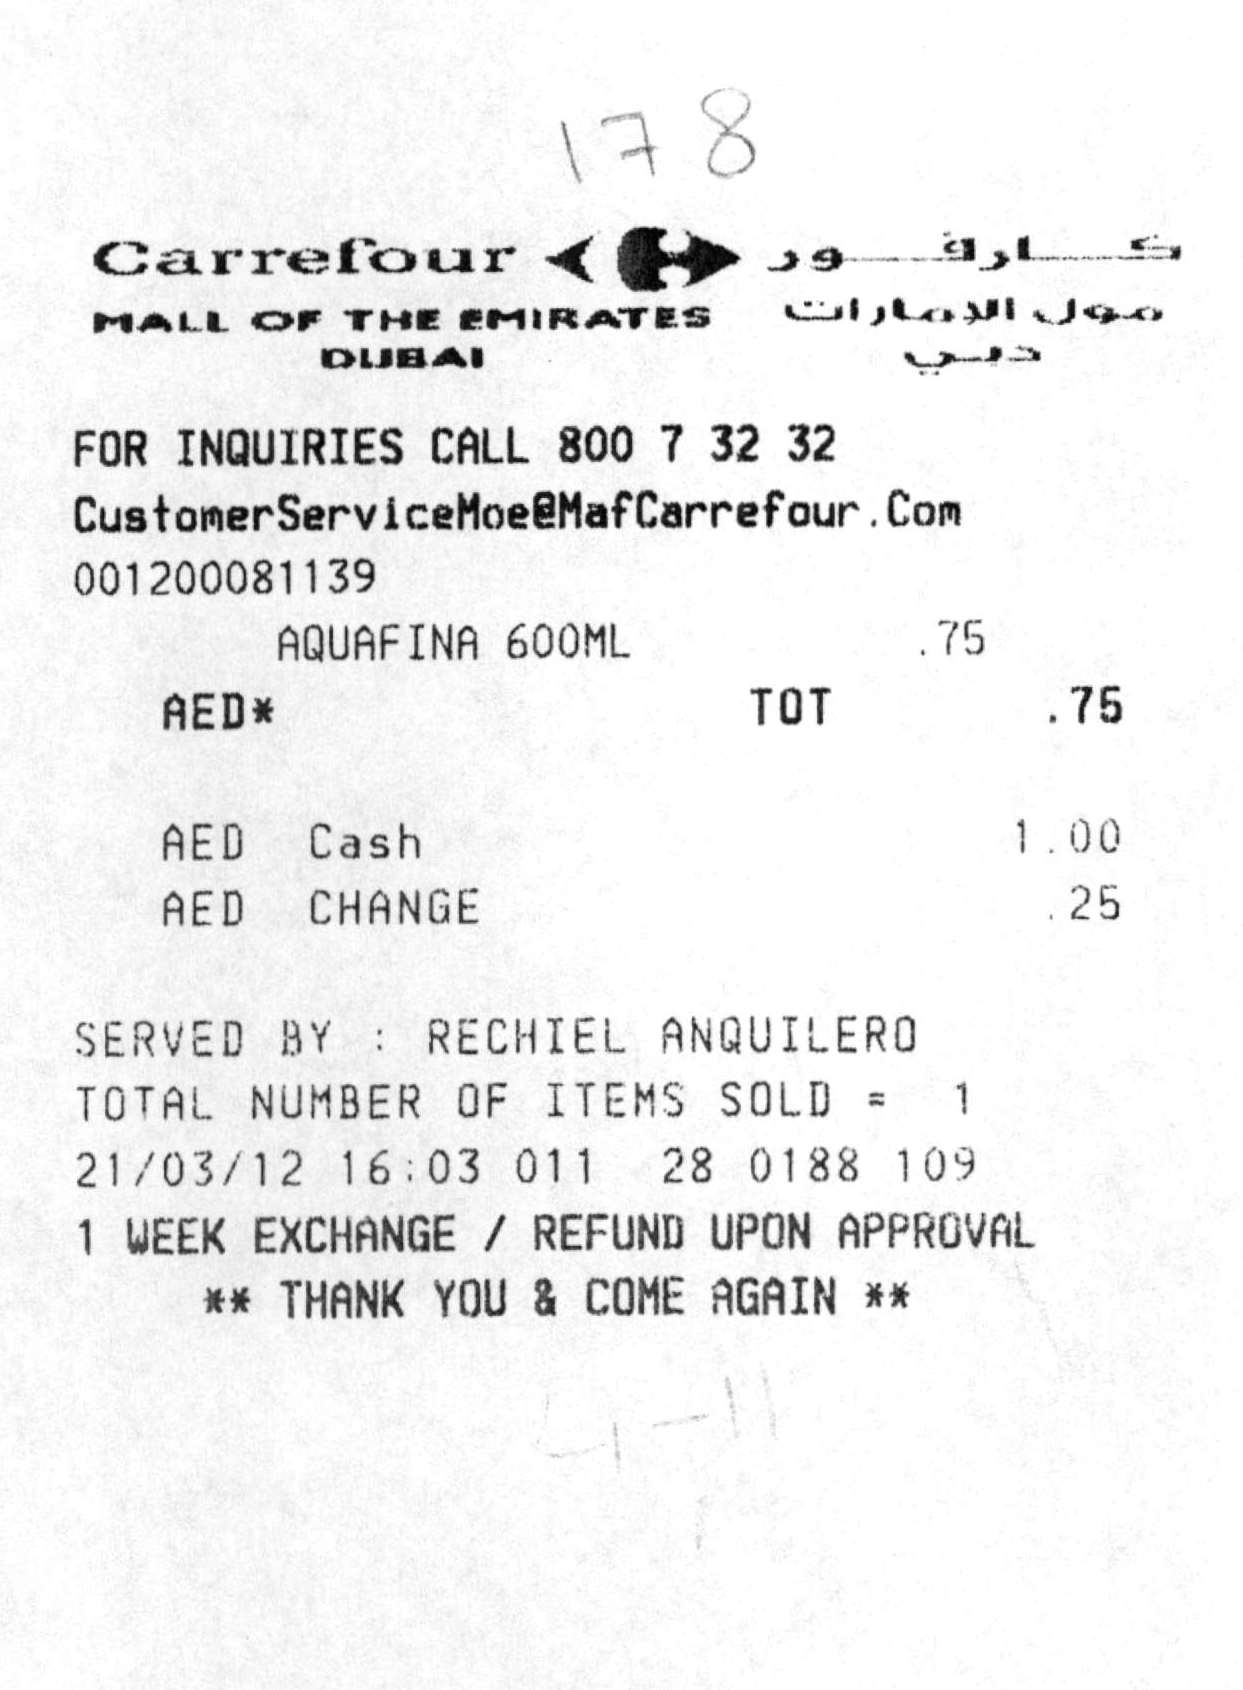 178
Carrefour كارفور
MALL OF THE EMIRATES مول الامارات
DUBAI دبي
FOR INQUIRIES CALL 800 7 32 32
CustomerServiceMoe@MafCarrefour.Com
001200081139
AQUAFINA 600ML .75
AED* TOT .75
AED Cash 1.00
AED CHANGE .25
SERVED BY : RECHIEL ANQUILERO
TOTAL NUMBER OF ITEMS SOLD = 1
21/03/12 16:03 011 28 0188 109
1 WEEK EXCHANGE / REFUND UPON APPROVAL
** THANK YOU & COME AGAIN **